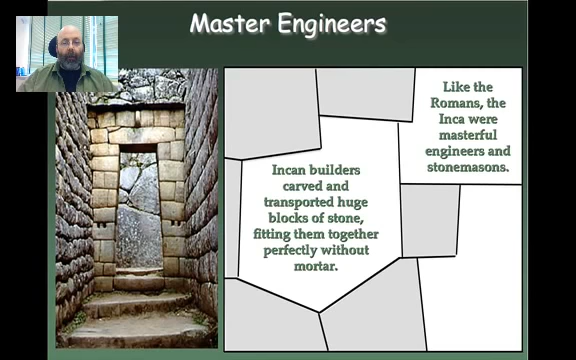 Master Engineers
Like the
Romans, the
Inca were
masterful
engineers and
stonemasons.
Incan builders
carved and
transported huge
blocks of stone,
fitting them together
perfectly without
mortar.